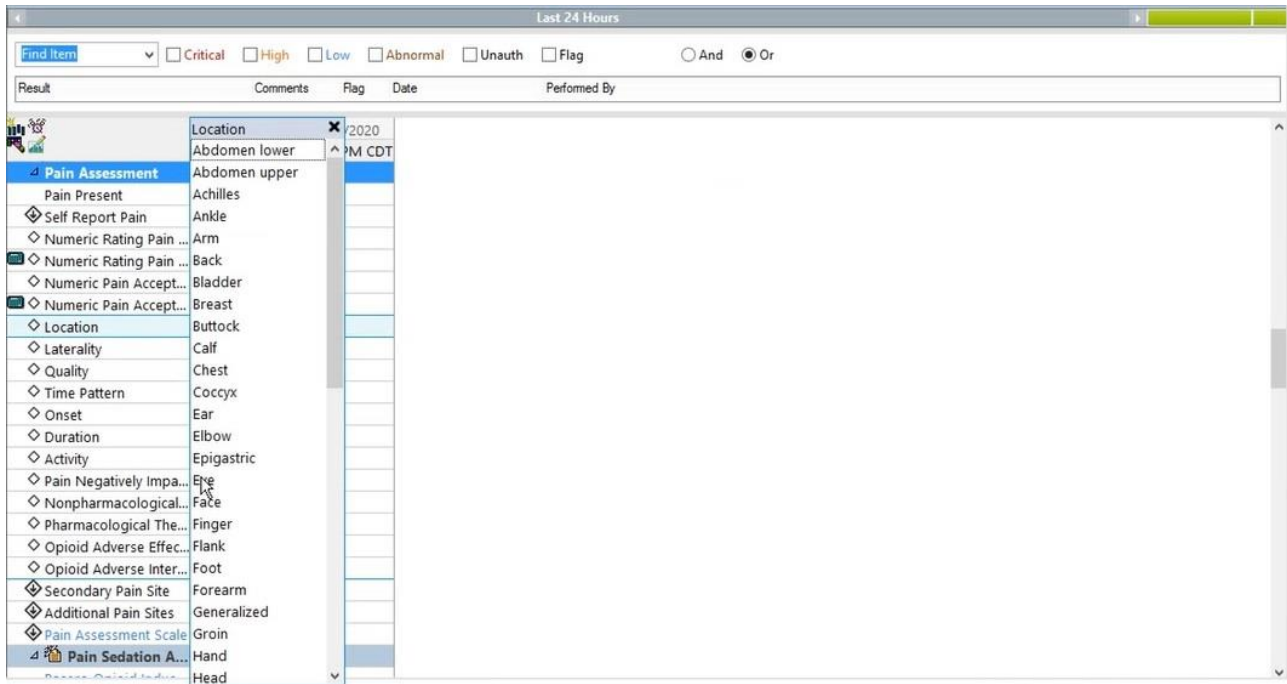 Last 24 Hours
Find Item Critical High Low Abnormal Unauth Flag And Or
Result Comments Flag Date Performed By
/2020
PM CDT
Pain Assessment
Pain Present
Self Report Pain
Numeric Rating Pain ...
Numeric Rating Pain ...
Numeric Pain Accept...
Numeric Pain Accept...
Location
Laterality
Quality
Time Pattern
Onset
Duration
Activity
Pain Negatively Impa...
Nonpharmacological...
Pharmacological The...
Opioid Adverse Effec...
Opioid Adverse Inter...
Secondary Pain Site
Additional Pain Sites
Pain Assessment Scale
Pain Sedation A...
Location
Abdomen lower
Abdomen upper
Achilles
Ankle
Arm
Back
Bladder
Breast
Buttock
Calf
Chest
Coccyx
Ear
Elbow
Epigastric
Eye
Face
Finger
Flank
Foot
Forearm
Generalized
Groin
Hand
Head